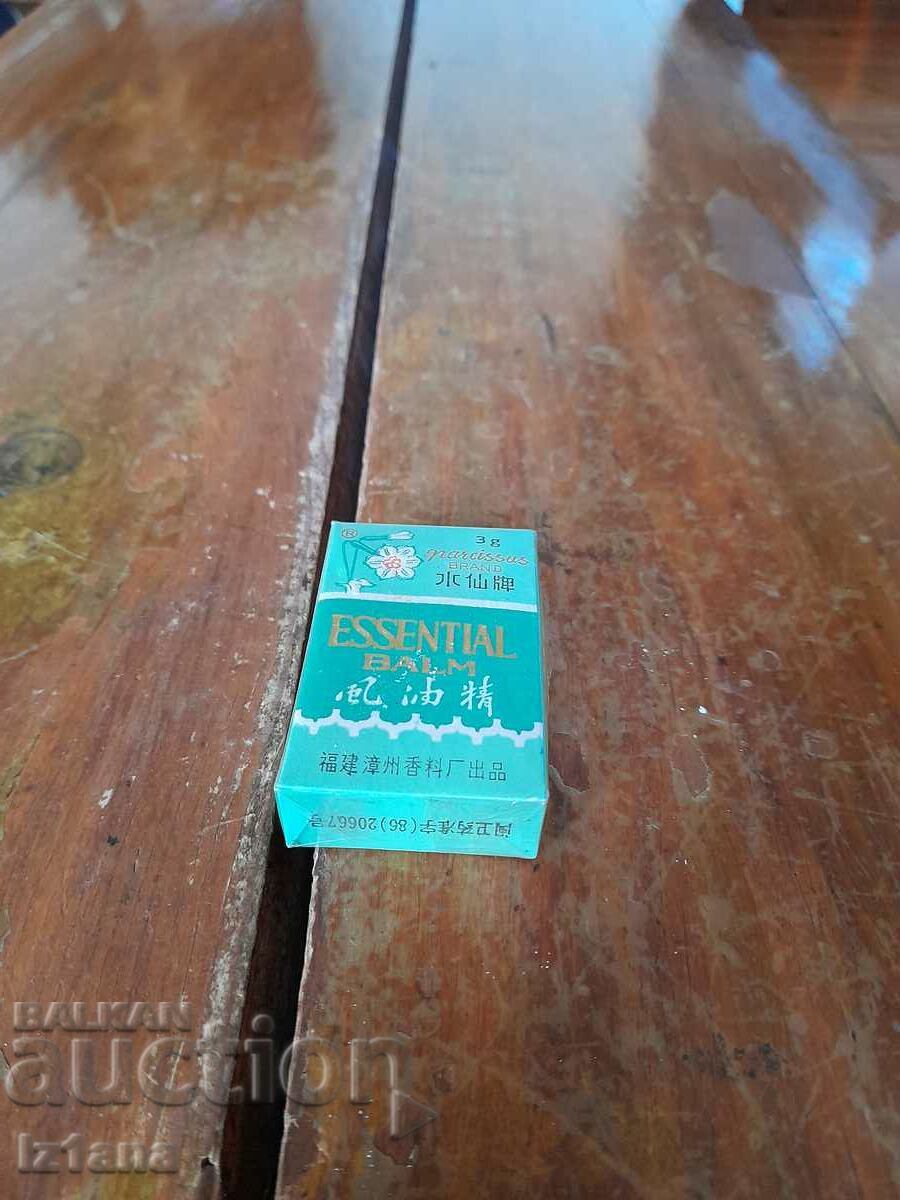 ® 3g
narcissus
BRAND
水仙牌
ESSENTIAL
BALM
风油精
福建漳州香料厂出品
闽卫药准字(86)20667号
BALKAN
auction
Iz1ana